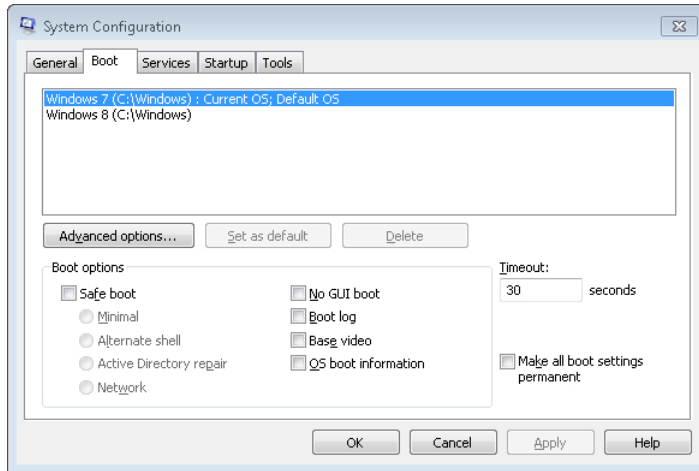 System Configuration
General Boot Services Startup Tools
Windows 7 (C:\Windows) : Current OS; Default OS
Windows 8 (C:\Windows)
Advanced options... Set as default Delete
Boot options
Timeout:
Safe boot No GUI boot 30 seconds
Minimal Boot log
Alternate shell Base video
Active Directory repair OS boot information Make all boot settings
permanent
Network
OK Cancel Apply Help